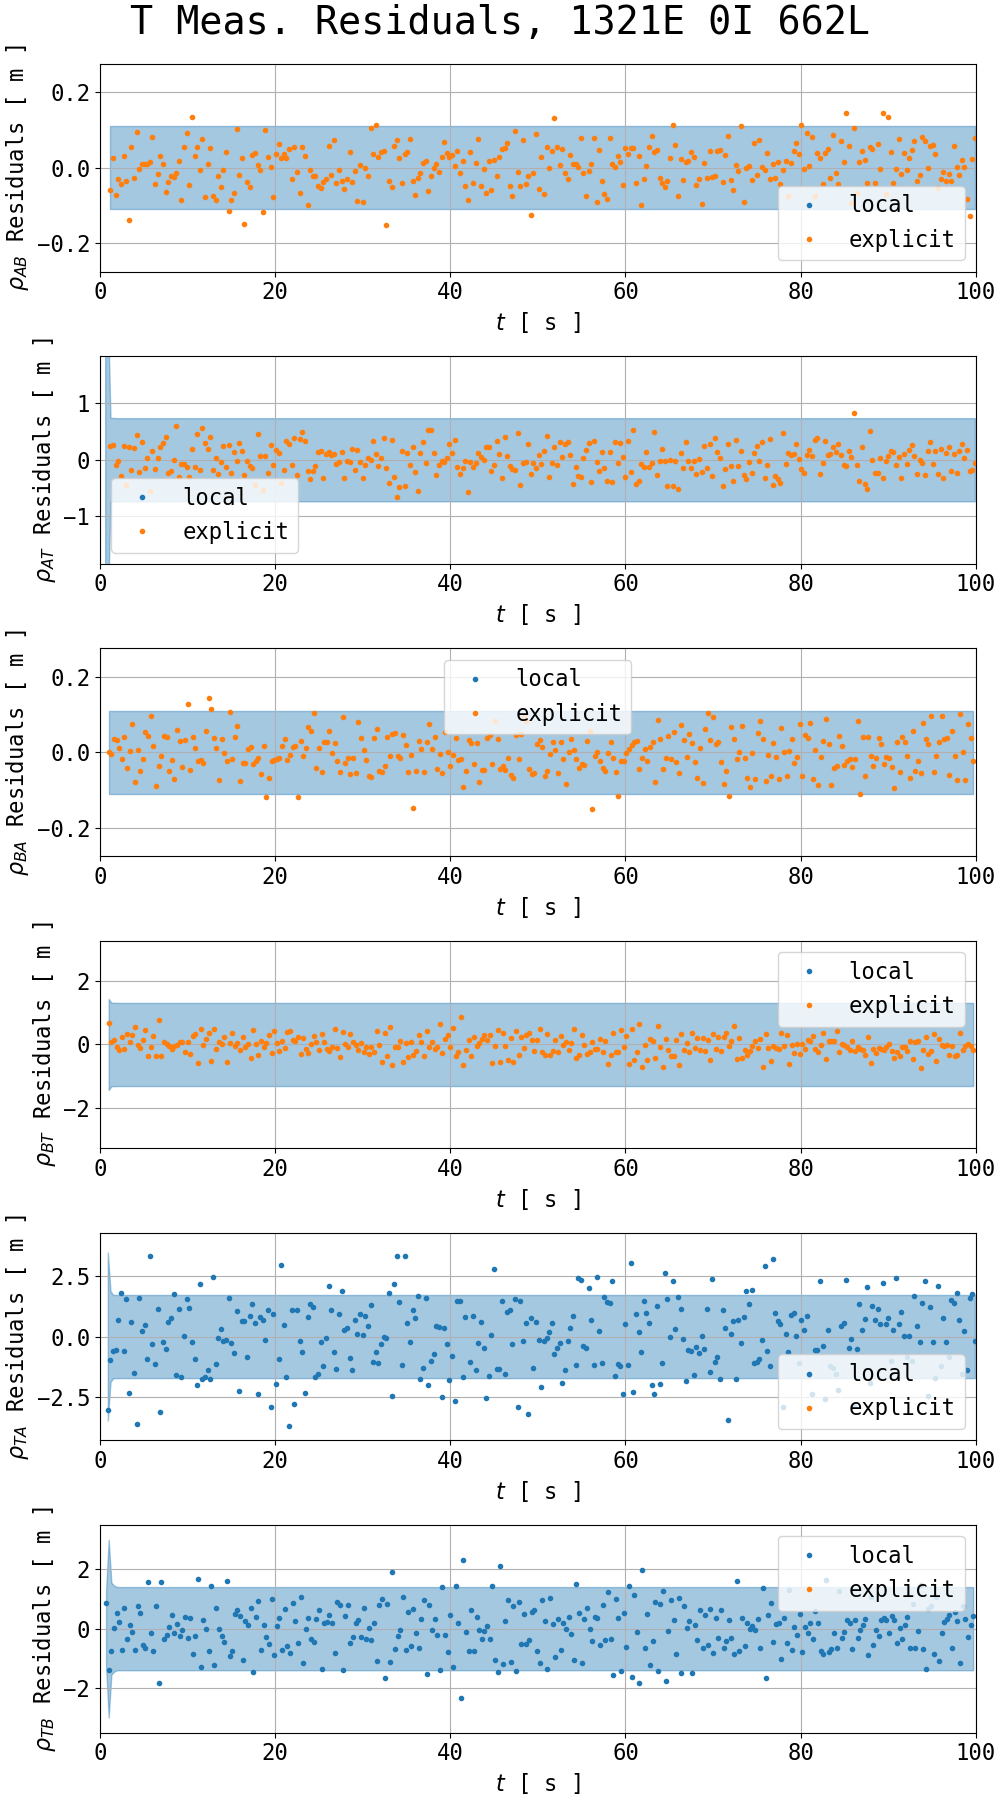 T Meas. Residuals, 1321E 0I 662L
ρAB Residuals [ m ]
0.2
0.0
−0.2
local
explicit
0 20 40 60 80 100
t [ s ]
ρAT Residuals [ m ]
1
0
−1
local
explicit
0 20 40 60 80 100
t [ s ]
ρBA Residuals [ m ]
0.2
0.0
−0.2
local
explicit
0 20 40 60 80 100
t [ s ]
ρBT Residuals [ m ]
2
0
−2
local
explicit
0 20 40 60 80 100
t [ s ]
ρTA Residuals [ m ]
2.5
0.0
−2.5
local
explicit
0 20 40 60 80 100
t [ s ]
ρTB Residuals [ m ]
2
0
−2
local
explicit
0 20 40 60 80 100
t [ s ]